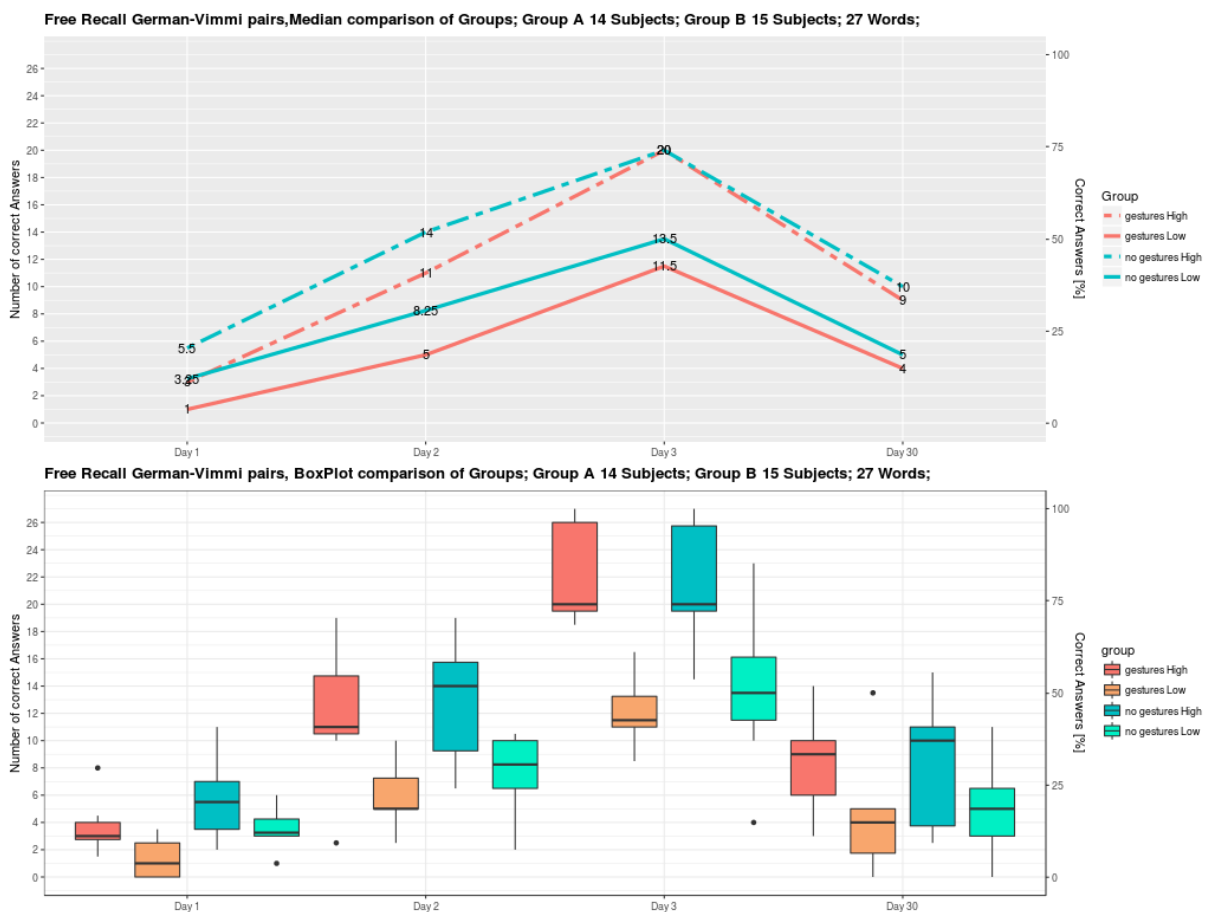 Free Recall German-Vimmi pairs,Median comparison of Groups; Group A 14 Subjects; Group B 15 Subjects; 27 Words;
Number of correct Answers
26
24
22
20
18
16
14
12
10
8
6
4
2
0
5.5
3.25
3
1
14
11
8.25
5
20
20
13.5
11.5
10
9
5
4
100
75
50
25
0
Correct Answers [%]
Day 1
Day 2
Day 3
Day 30
Group
gestures High
gestures Low
no gestures High
no gestures Low
Free Recall German-Vimmi pairs, BoxPlot comparison of Groups; Group A 14 Subjects; Group B 15 Subjects; 27 Words;
Number of correct Answers
26
24
22
20
18
16
14
12
10
8
6
4
2
0
100
75
50
25
0
Correct Answers [%]
Day 1
Day 2
Day 3
Day 30
group
gestures High
gestures Low
no gestures High
no gestures Low